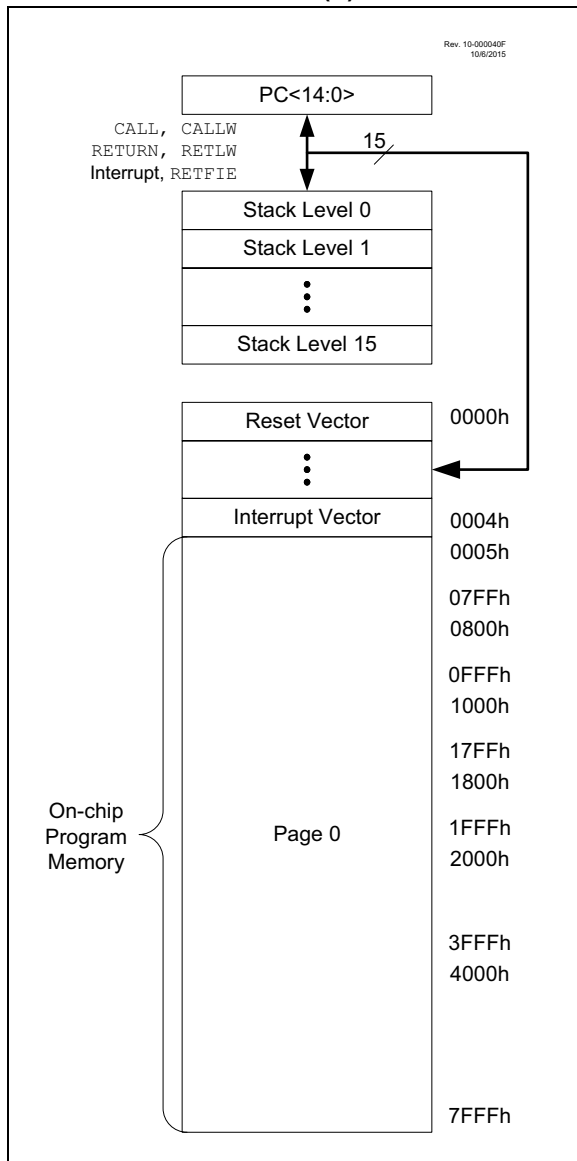 Rev. 10-000040F
10/6/2015
PC<14:0>
CALL, CALLW
RETURN, RETLW
Interrupt, RETFIE
15
Stack Level 0
Stack Level 1
Stack Level 15
Reset Vector
0000h
Interrupt Vector
0004h
0005h
07FFh
0800h
0FFFh
1000h
17FFh
1800h
On-chip
Program
Memory
Page 0
1FFFh
2000h
3FFFh
4000h
7FFFh